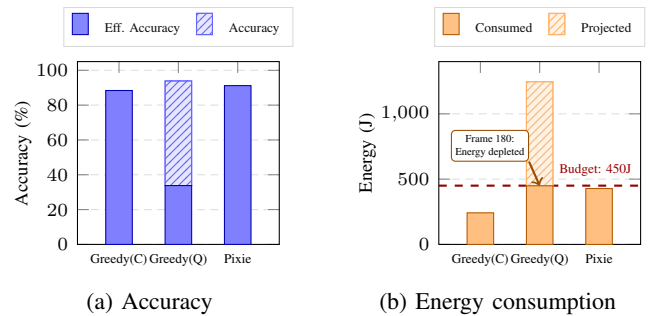 Eff. Accuracy Accuracy
Consumed Projected
Accuracy (%)
100
80
60
40
20
0
Greedy(C) Greedy(Q) Pixie
(a) Accuracy
Energy (J)
1,000
500
0
Frame 180:
Energy depleted
Budget: 450J
Greedy(C) Greedy(Q) Pixie
(b) Energy consumption